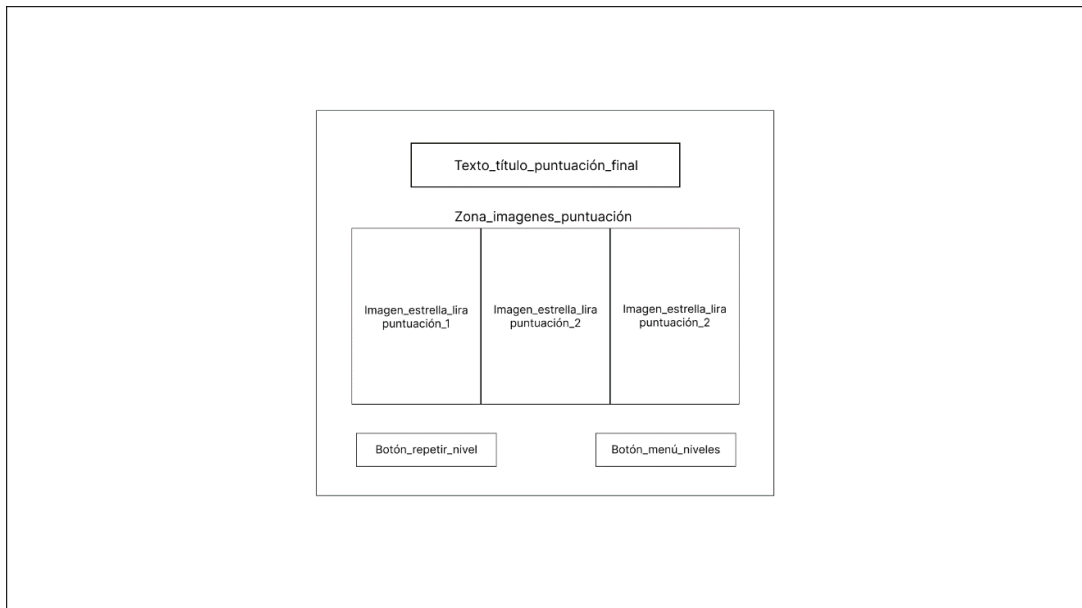 Texto_título_puntuación_final
Zona_imagenes_puntuación
Imagen_estrella_lira
puntuación_1
Imagen_estrella_lira
puntuación_2
Imagen_estrella_lira
puntuación_2
Botón_repetir_nivel
Botón_menú_niveles